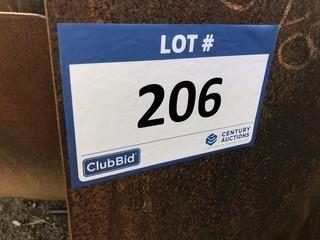 LOT #
206
ClubBid
CENTURY
AUCTIONS